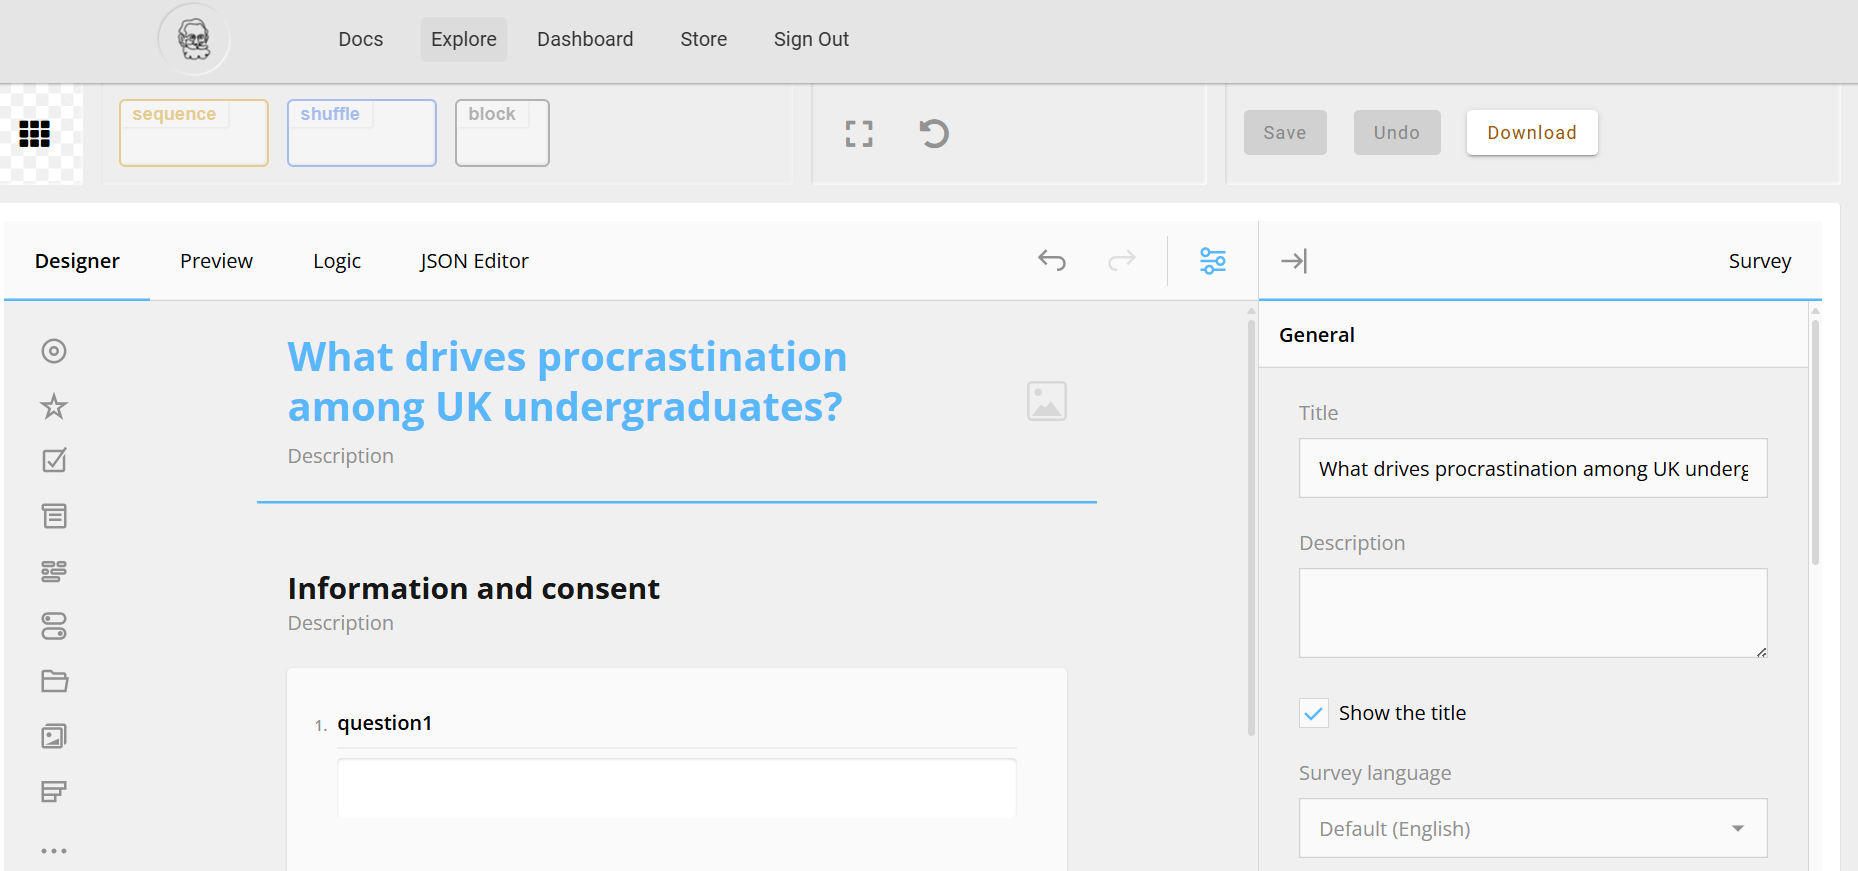 Docs Explore Dashboard Store Sign Out
sequence shuffle block
Save Undo Download
Designer Preview Logic JSON Editor
Survey
What drives procrastination
among UK undergraduates?
Description
Information and consent
Description
1. question1
General
Title
What drives procrastination among UK underg
Description
Show the title
Survey language
Default (English)